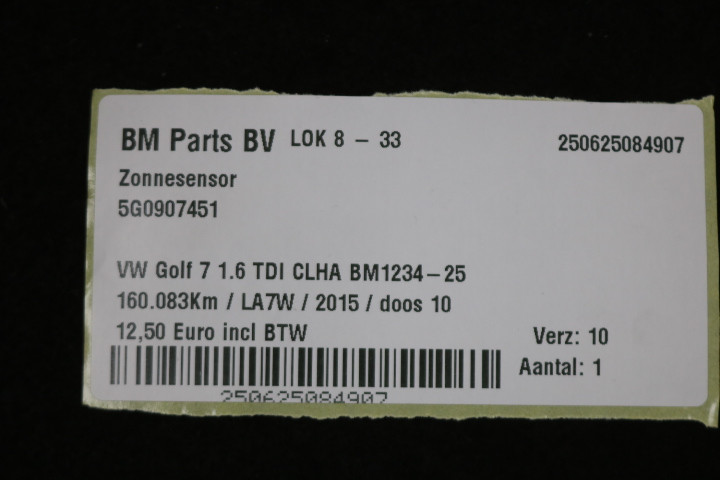 BM Parts BV LOK 8 - 33 250625084907
Zonnesensor
5G0907451
VW Golf 7 1.6 TDI CLHA BM1234-25
160.083Km / LA7W / 2015 / doos 10
12,50 Euro incl BTW Verz: 10
Aantal: 1
250625084907